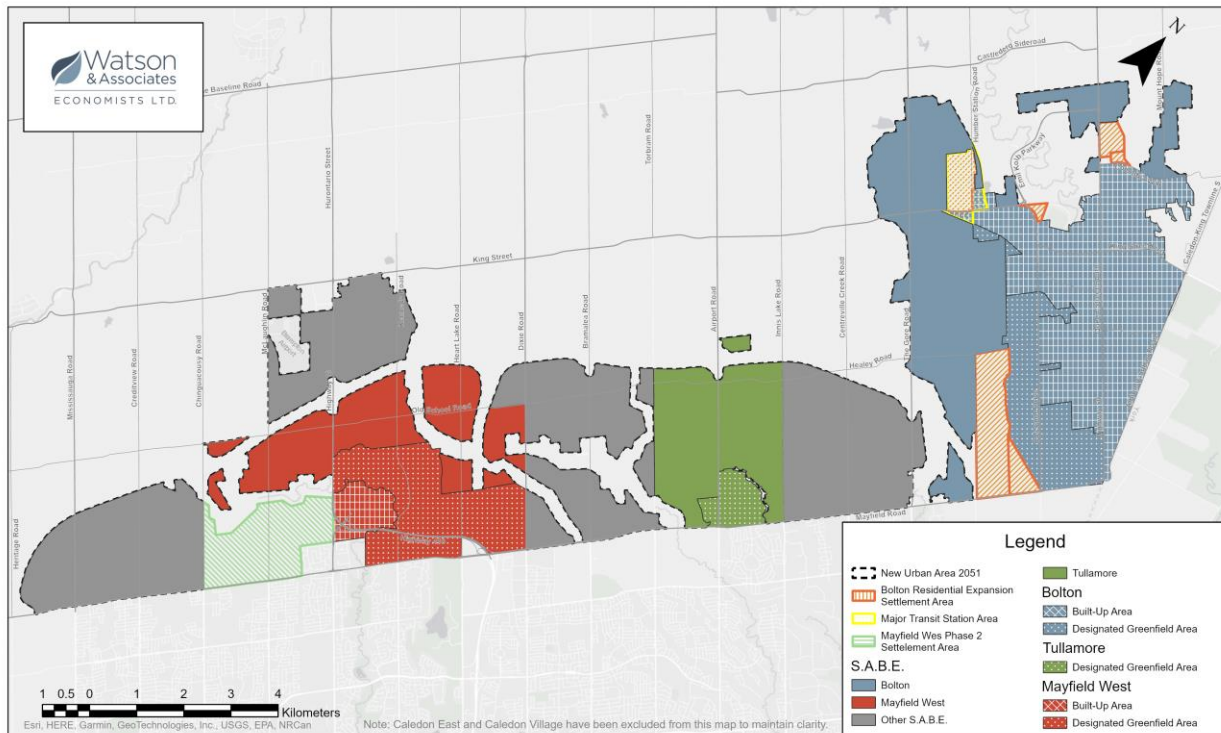 Watson
& Associates
ECONOMISTS LTD.
N
Castlederg Sideroad
Baseline Road
Humber Station Road
Mount Hope
Emil Kolb Parkway
Torbram Road
Hurontario Street
Caledon King Townline S
King Street
McLaughlin Road
Heart Lake Road
Dixie Road
Bramalea Road
Airport Road
Innis Lake Road
Centreville Creek Road
The Gore Road
Healey Road
Mississauga Road
Creditview Road
Chinguacousy Road
Old School Road
Heritage Road
Mayfield Road
Legend
New Urban Area 2051
Bolton Residential Expansion
Settlement Area
Major Transit Station Area
Mayfield Wes Phase 2
Settelement Area
S.A.B.E.
Bolton
Mayfield West
Other S.A.B.E.
Tullamore
Bolton
Built-Up Area
Designated Greenfield Area
Tullamore
Designated Greenfield Area
Mayfield West
Built-Up Area
Designated Greenfield Area
1 0.5 0 1 2 3 4
Kilometers
Esri, HERE, Garmin, GeoTechnologies, Inc., USGS, EPA, NRCan
Note: Caledon East and Caledon Village have been excluded from this map to maintain clarity.